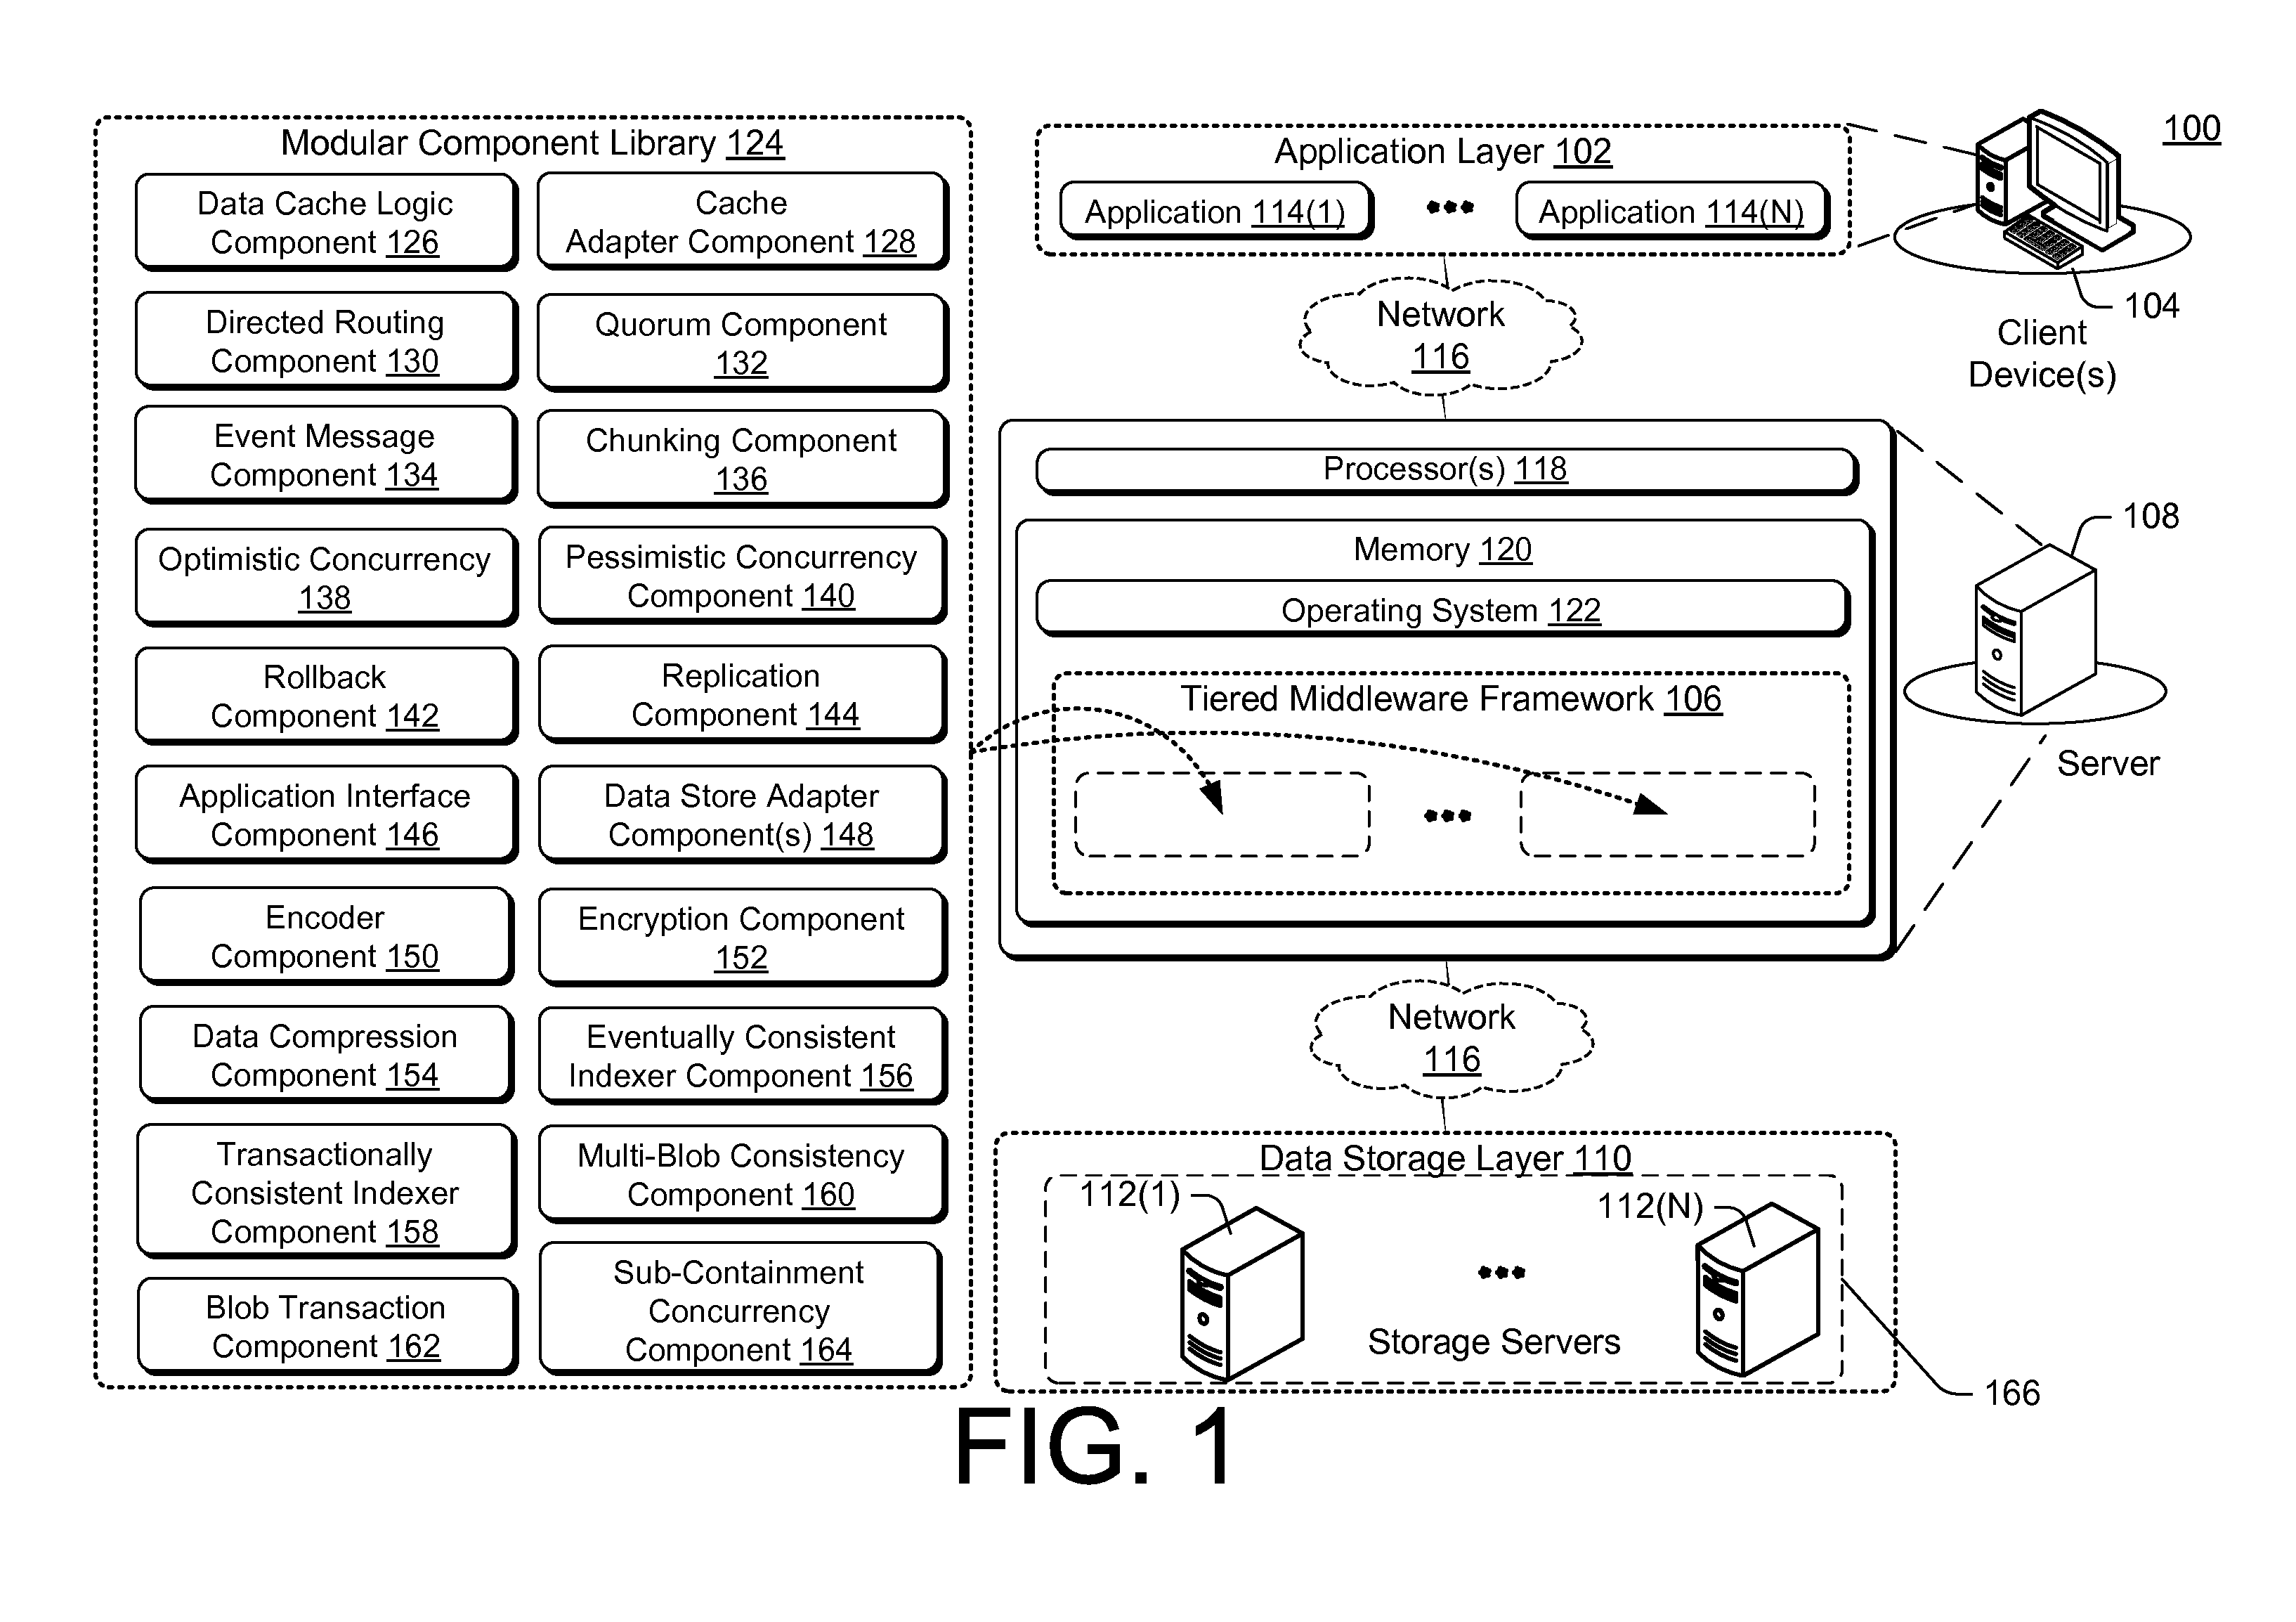 Modular Component Library 124
Data Cache Logic
Component 126
Cache
Adapter Component 128
Directed Routing
Component 130
Quorum Component
132
Event Message
Component 134
Chunking Component
136
Optimistic Concurrency
138
Pessimistic Concurrency
Component 140
Rollback
Component 142
Replication
Component 144
Application Interface
Component 146
Data Store Adapter
Component(s) 148
Encoder
Component 150
Encryption Component
152
Data Compression
Component 154
Eventually Consistent
Indexer Component 156
Transactionally
Consistent Indexer
Component 158
Multi-Blob Consistency
Component 160
Blob Transaction
Component 162
Sub-Containment
Concurrency
Component 164
Application Layer 102
Application 114(1)
Application 114(N)
100
104
Client
Device(s)
Network
116
Processor(s) 118
Memory 120
Operating System 122
Tiered Middleware Framework 106
108
Server
Network
116
Data Storage Layer 110
112(1)
112(N)
Storage Servers
166
FIG. 1